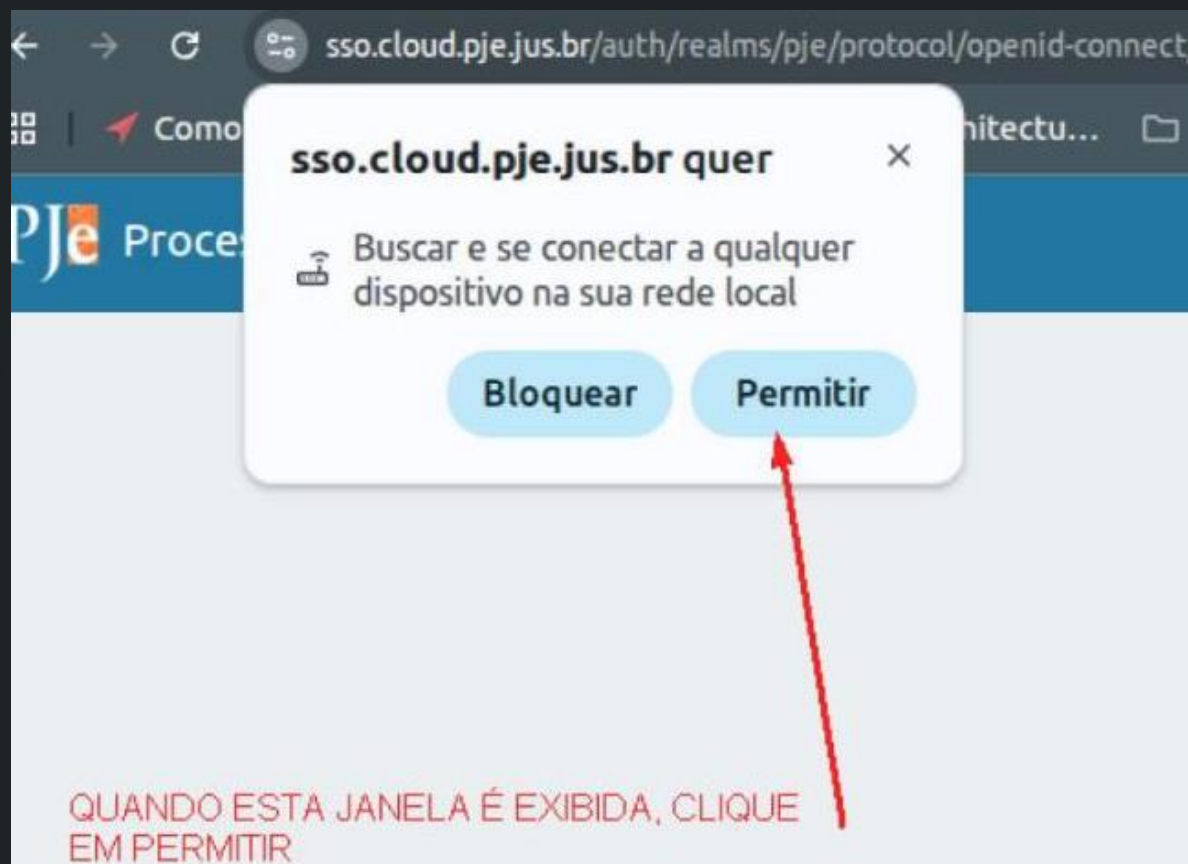 sso.cloud.pje.jus.br/auth/realms/pje/protocol/openid-connect
Como
hitectu...
sso.cloud.pje.jus.br quer
PJe Proces
Buscar e se conectar a qualquer
dispositivo na sua rede local
Bloquear Permitir
QUANDO ESTA JANELA É EXIBIDA, CLIQUE
EM PERMITIR